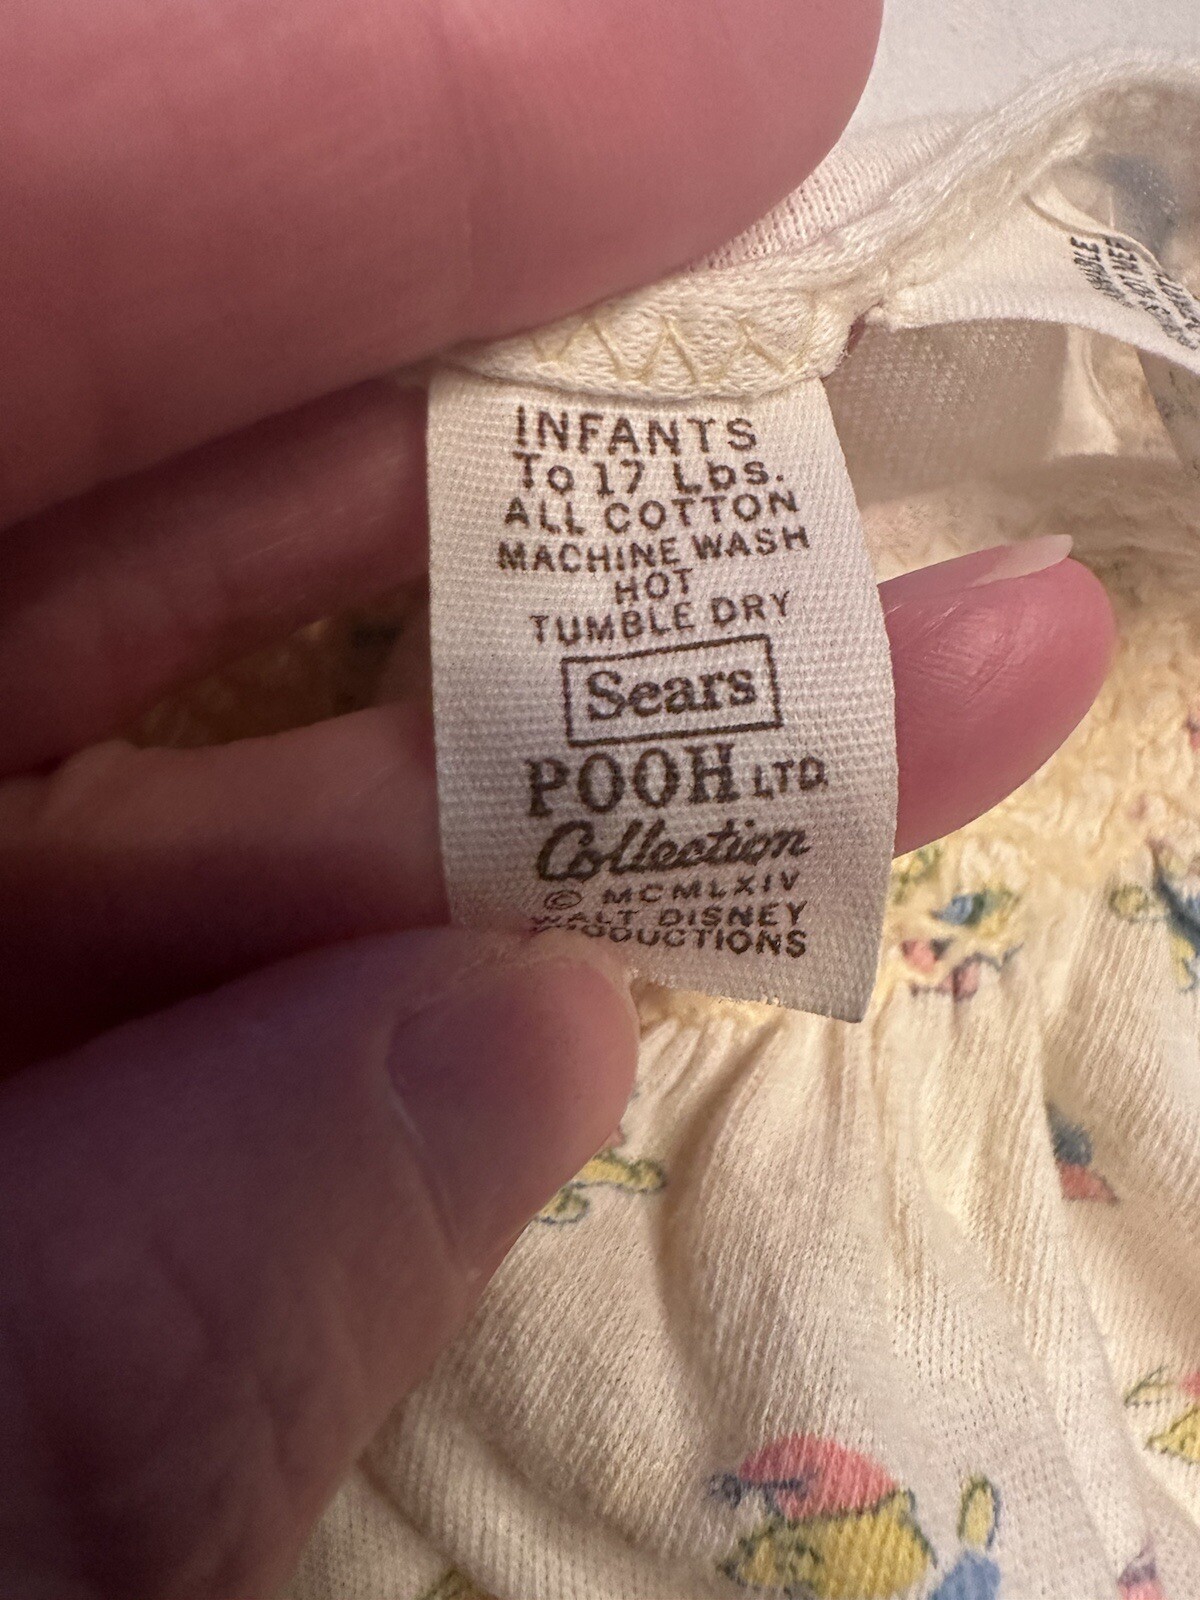 INFANTS
To 17 Lbs.
ALL COTTON
MACHINE WASH
HOT
TUMBLE DRY
Sears
POOH LTD.
Collection
© MCMLXIV
WALT DISNEY
PRODUCTIONS